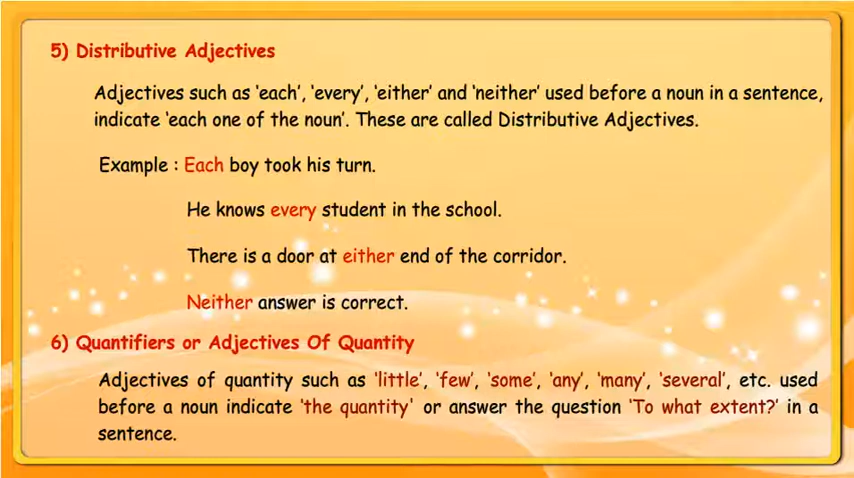 5) Distributive Adjectives
Adjectives such as 'each', 'every', 'either' and 'neither' used before a noun in a sentence,
indicate 'each one of the noun'. These are called Distributive Adjectives.
Example : Each boy took his turn.
He knows every student in the school.
There is a door at either end of the corridor.
Neither answer is correct.
6) Quantifiers or Adjectives Of Quantity
Adjectives of quantity such as 'little', 'few', 'some', 'any', 'many', 'several', etc. used
before a noun indicate 'the quantity' or answer the question 'To what extent?' in a
sentence.